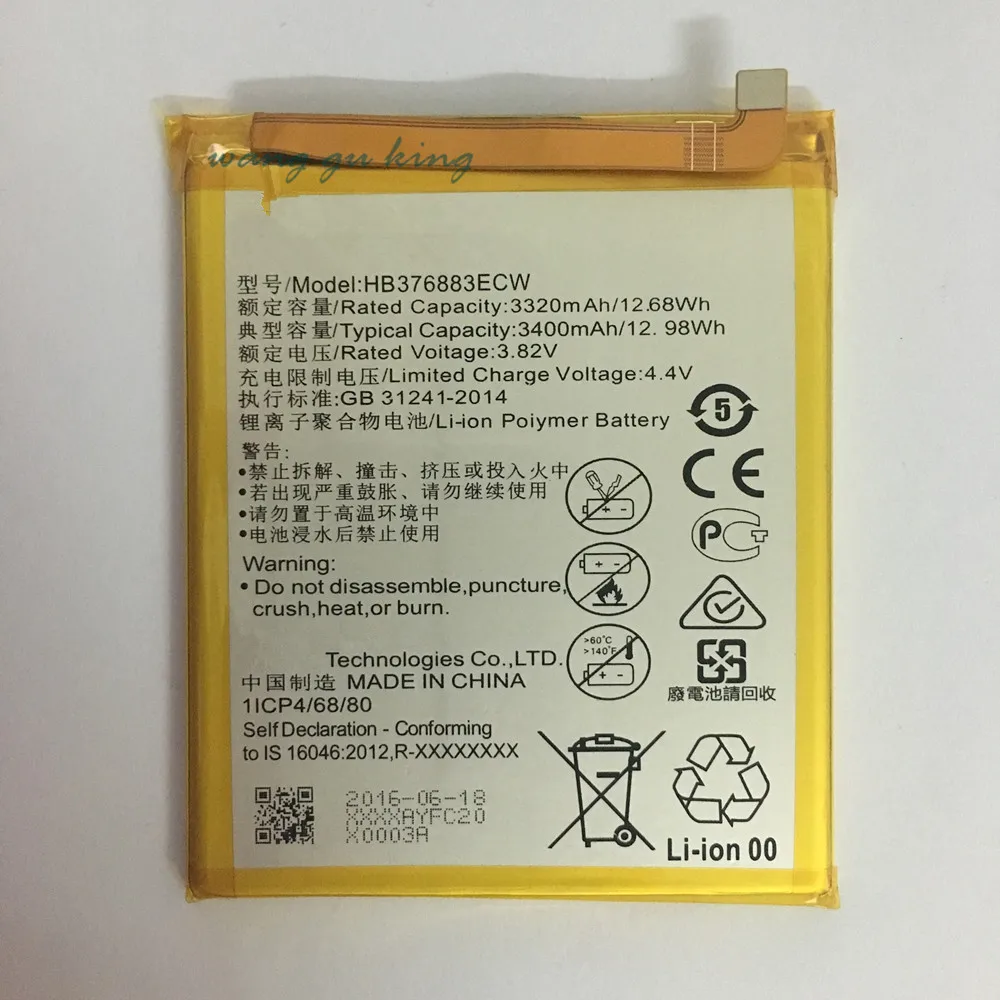 wang gu king
型号/Model:HB376883ECW
额定容量/Rated Capacity:3320mAh/12.68Wh
典型容量/Typical Capacity:3400mAh/12.98Wh
额定电压/Rated Voitage:3.82V
充电限制电压/Limited Charge Voltage:4.4V
执行标准:GB 31241-2014
锂离子聚合物电池/Li-ion Poiymer Battery
5
警告:
•禁止拆解、撞击、挤压或投入火中
•若出现严重鼓胀、请勿继续使用
•请勿置于高温环境中
•电池浸水后禁止使用
CE
PCT
Warning:
• Do not disassemble,puncture,
crush,heat,or burn.
>60°C
>140°F
Technologies Co.,LTD.
中国制造 MADE IN CHINA
廢電池請回收
1ICP4/68/80
Self Declaration - Conforming
to IS 16046:2012,R-XXXXXXXX
2016-06-18
XXXXAYFC20
X0003A
Li-ion 00